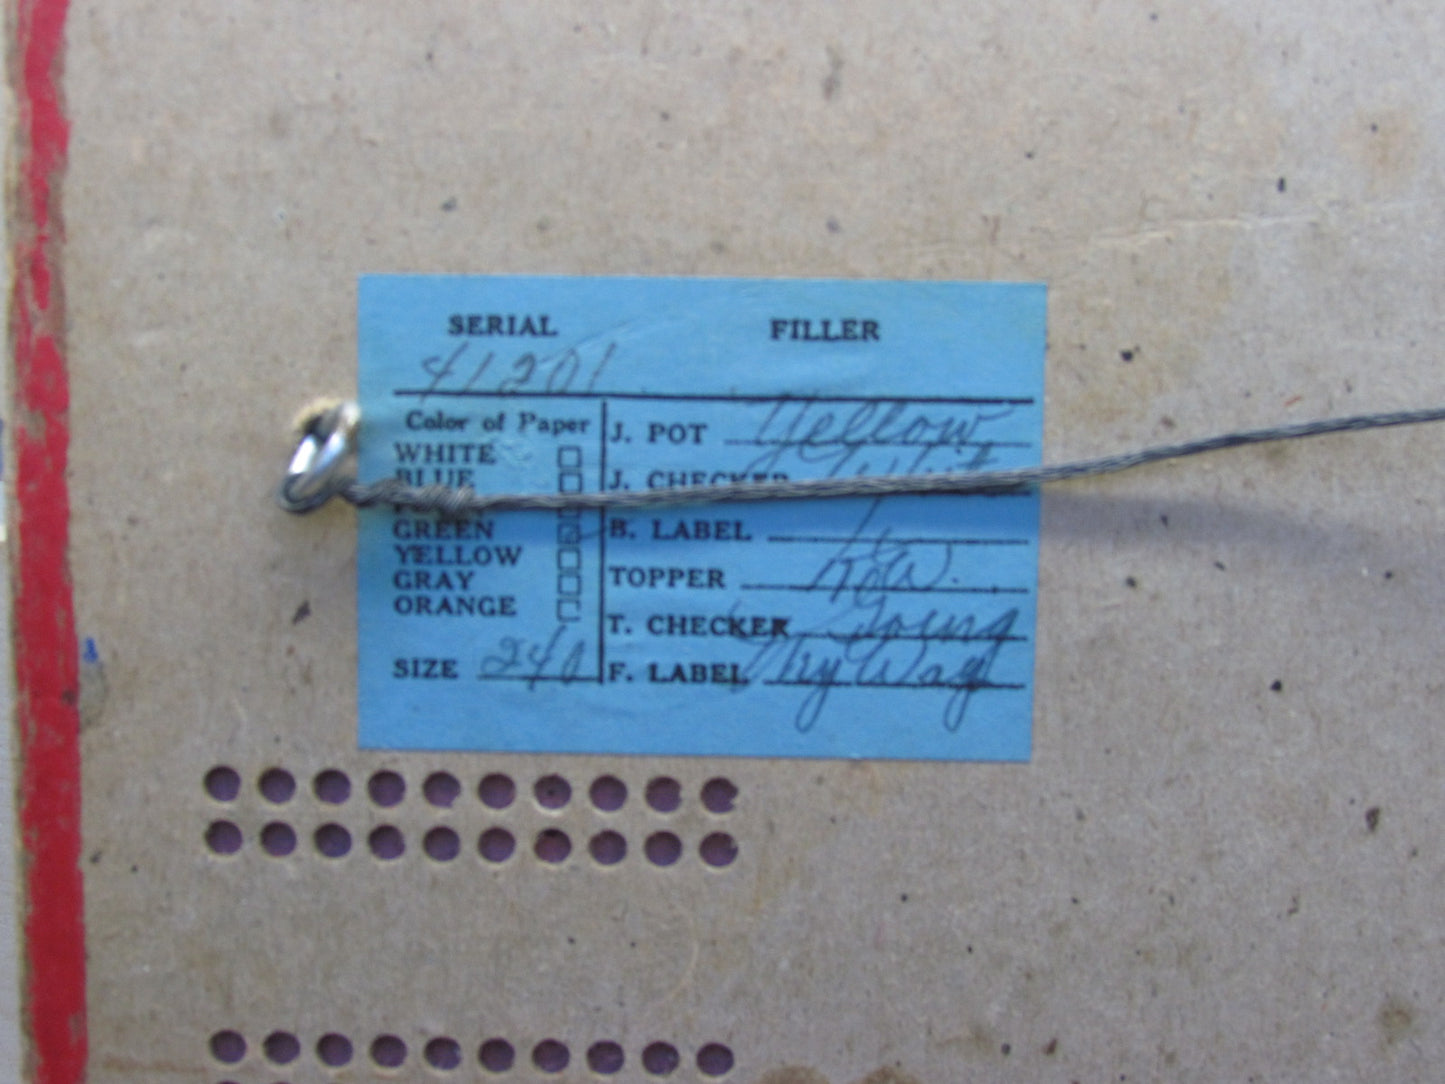 SERIAL FILLER
41201
Color of Paper
WHITE
BLUE
GREEN
YELLOW
GRAY
ORANGE
SIZE 240
J. POT Yellow
J. CHECKER
B. LABEL
TOPPER
T. CHECKER Going
F. LABEL